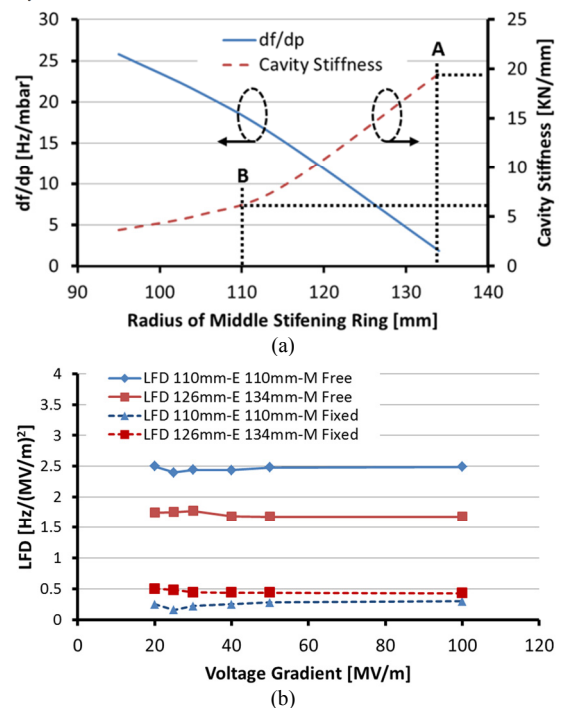 30
25
20
15
10
5
0
df/dp [Hz/mbar]
df/dp
Cavity Stiffness
A
B
25
20
15
10
5
0
Cavity Stiffness [KN/mm]
90 100 110 120 130 140
Radius of Middle Stifening Ring [mm]
(a)
4
3.5
3
2.5
2
1.5
1
0.5
0
LFD [Hz/(MV/m)²]
LFD 110mm-E 110mm-M Free
LFD 126mm-E 134mm-M Free
LFD 110mm-E 110mm-M Fixed
LFD 126mm-E 134mm-M Fixed
0 20 40 60 80 100 120
Voltage Gradient [MV/m]
(b)